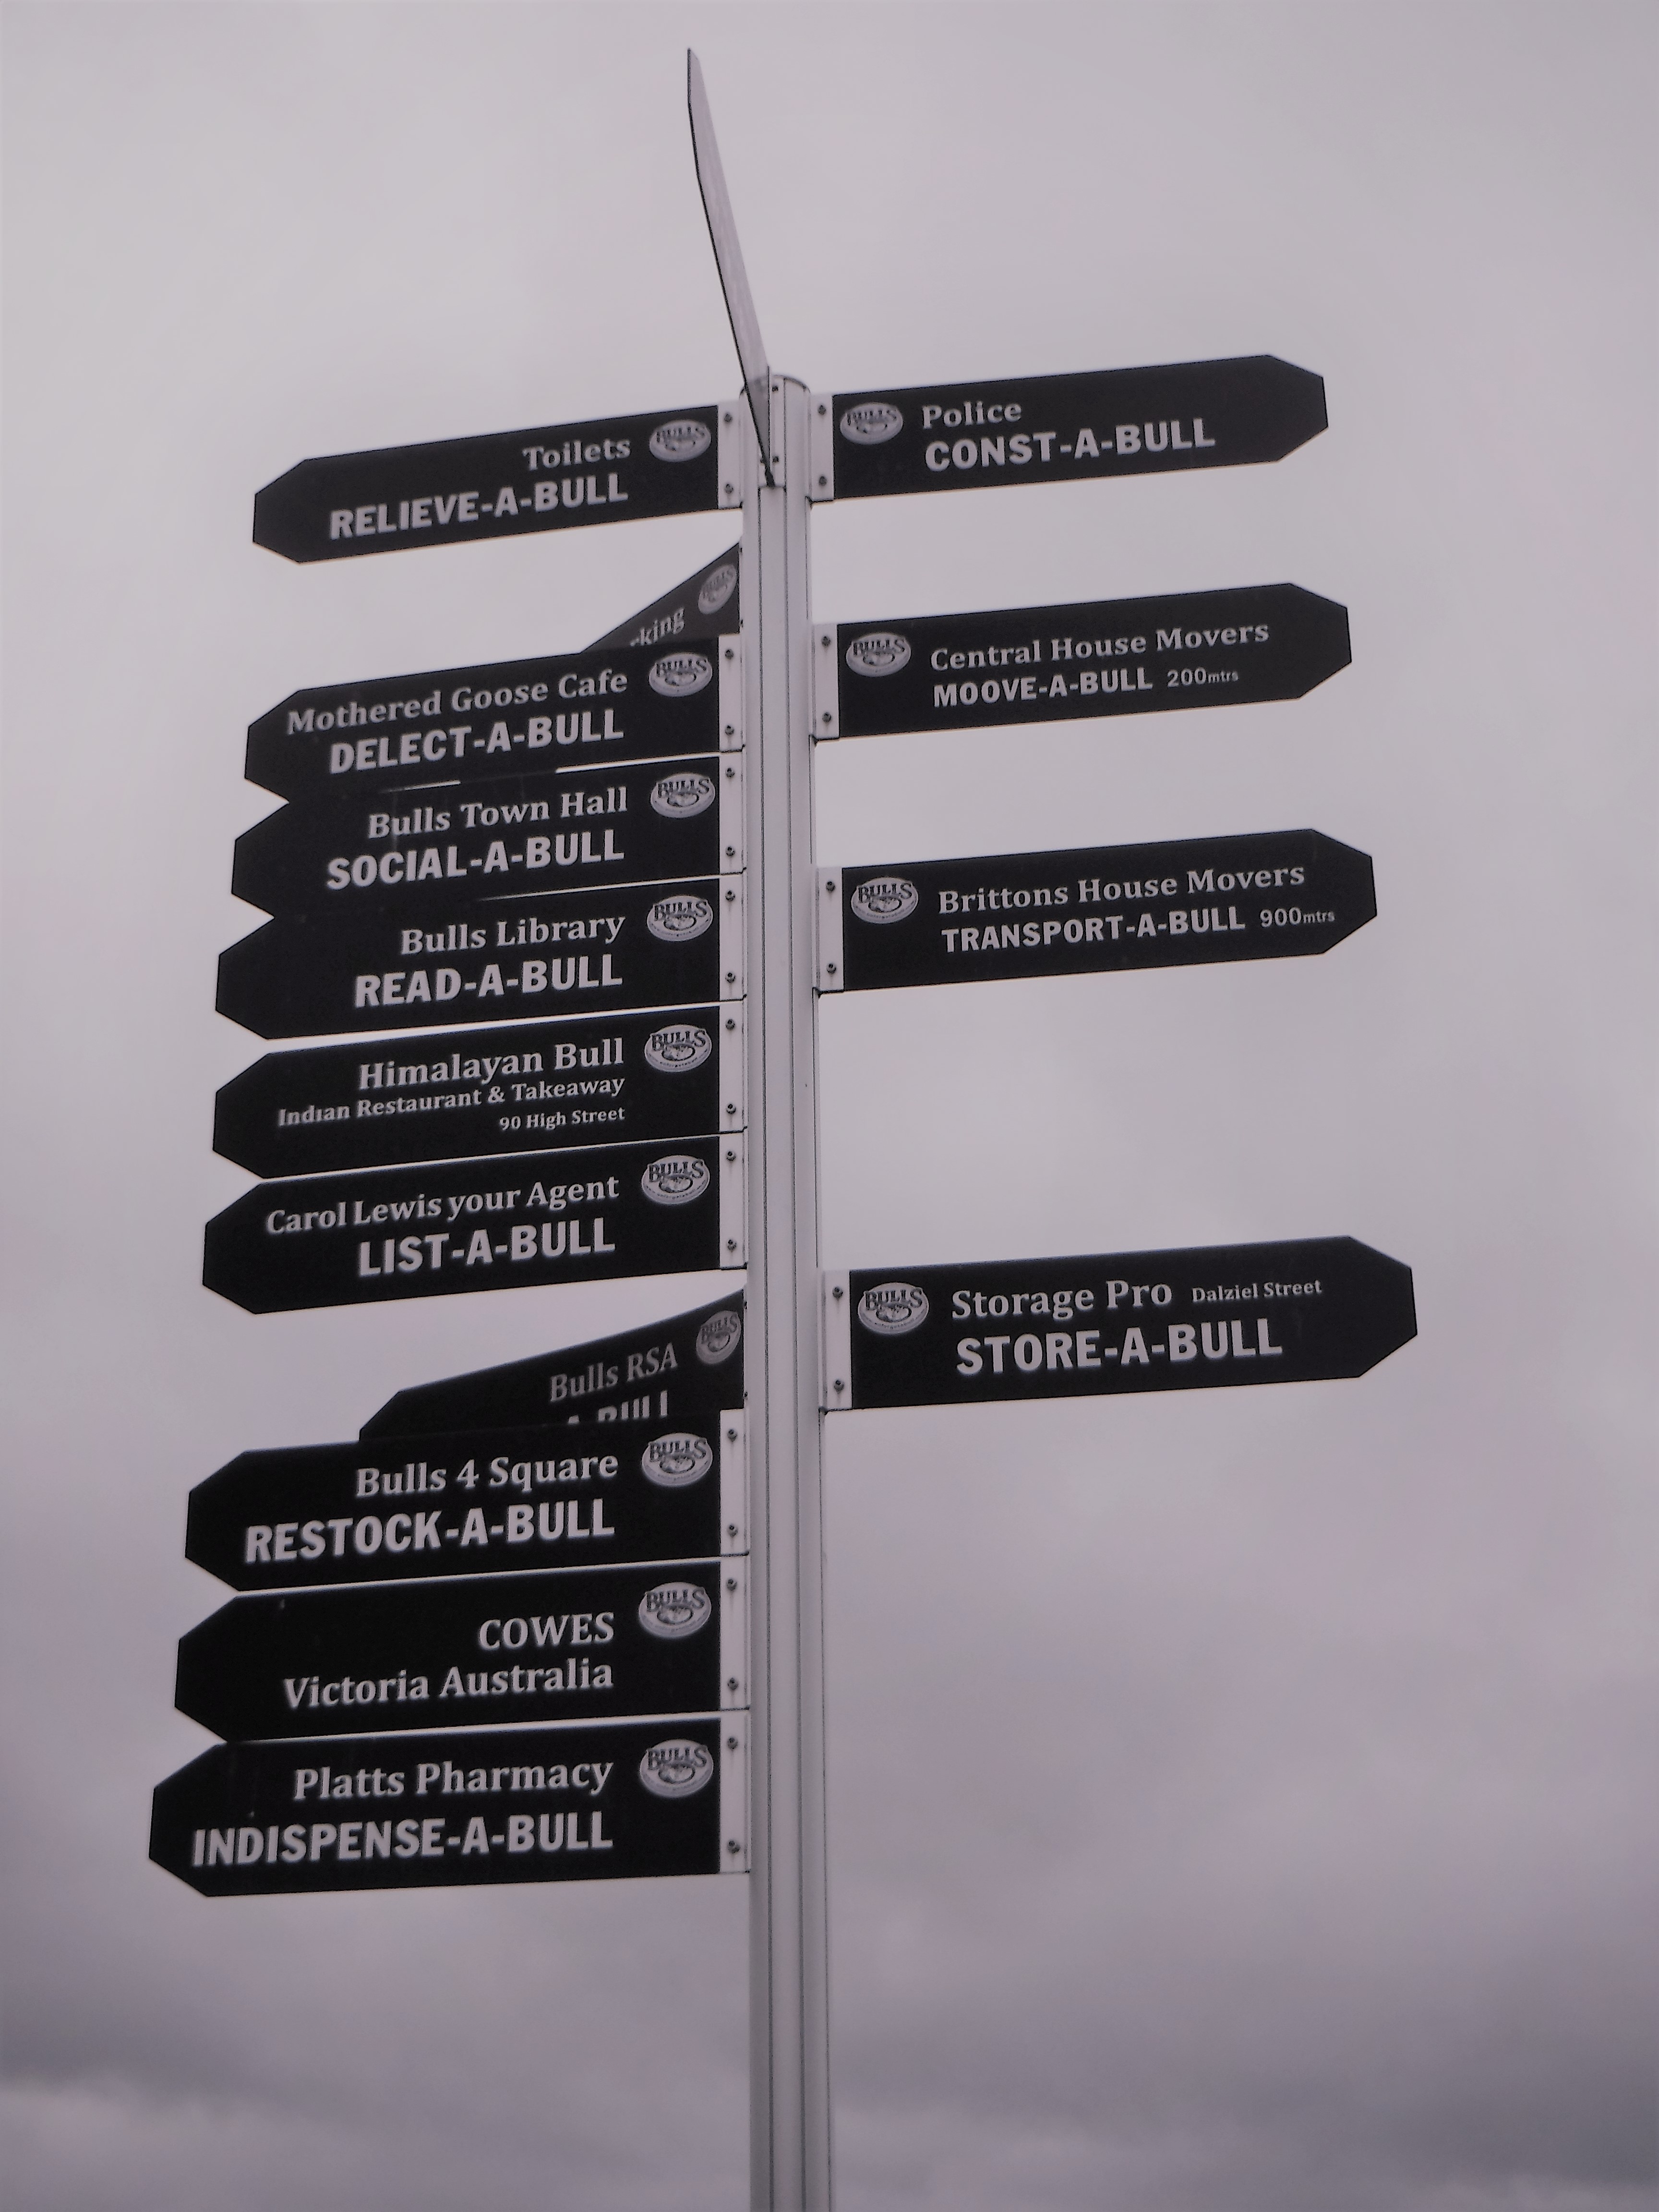 BULLS
Toilets
RELIEVE-A-BULL
BULLS
Police
CONST-A-BULL
BULLS
BULLS
Mothered Goose Cafe
DELECT-A-BULL
BULLS
Central House Movers
MOOVE-A-BULL 200mtrs
BULLS
Bulls Town Hall
SOCIAL-A-BULL
BULLS
Bulls Library
READ-A-BULL
BULLS
Brittons House Movers
TRANSPORT-A-BULL 900mtrs
BULLS
Himalayan Bull
Indian Restaurant & Takeaway
90 High Street
BULLS
Carol Lewis your Agent
LIST-A-BULL
BULLS
Bulls RSA
BULLS
Storage Pro Dalziel Street
STORE-A-BULL
BULLS
Bulls 4 Square
RESTOCK-A-BULL
BULLS
COWES
Victoria Australia
BULLS
Platts Pharmacy
INDISPENSE-A-BULL